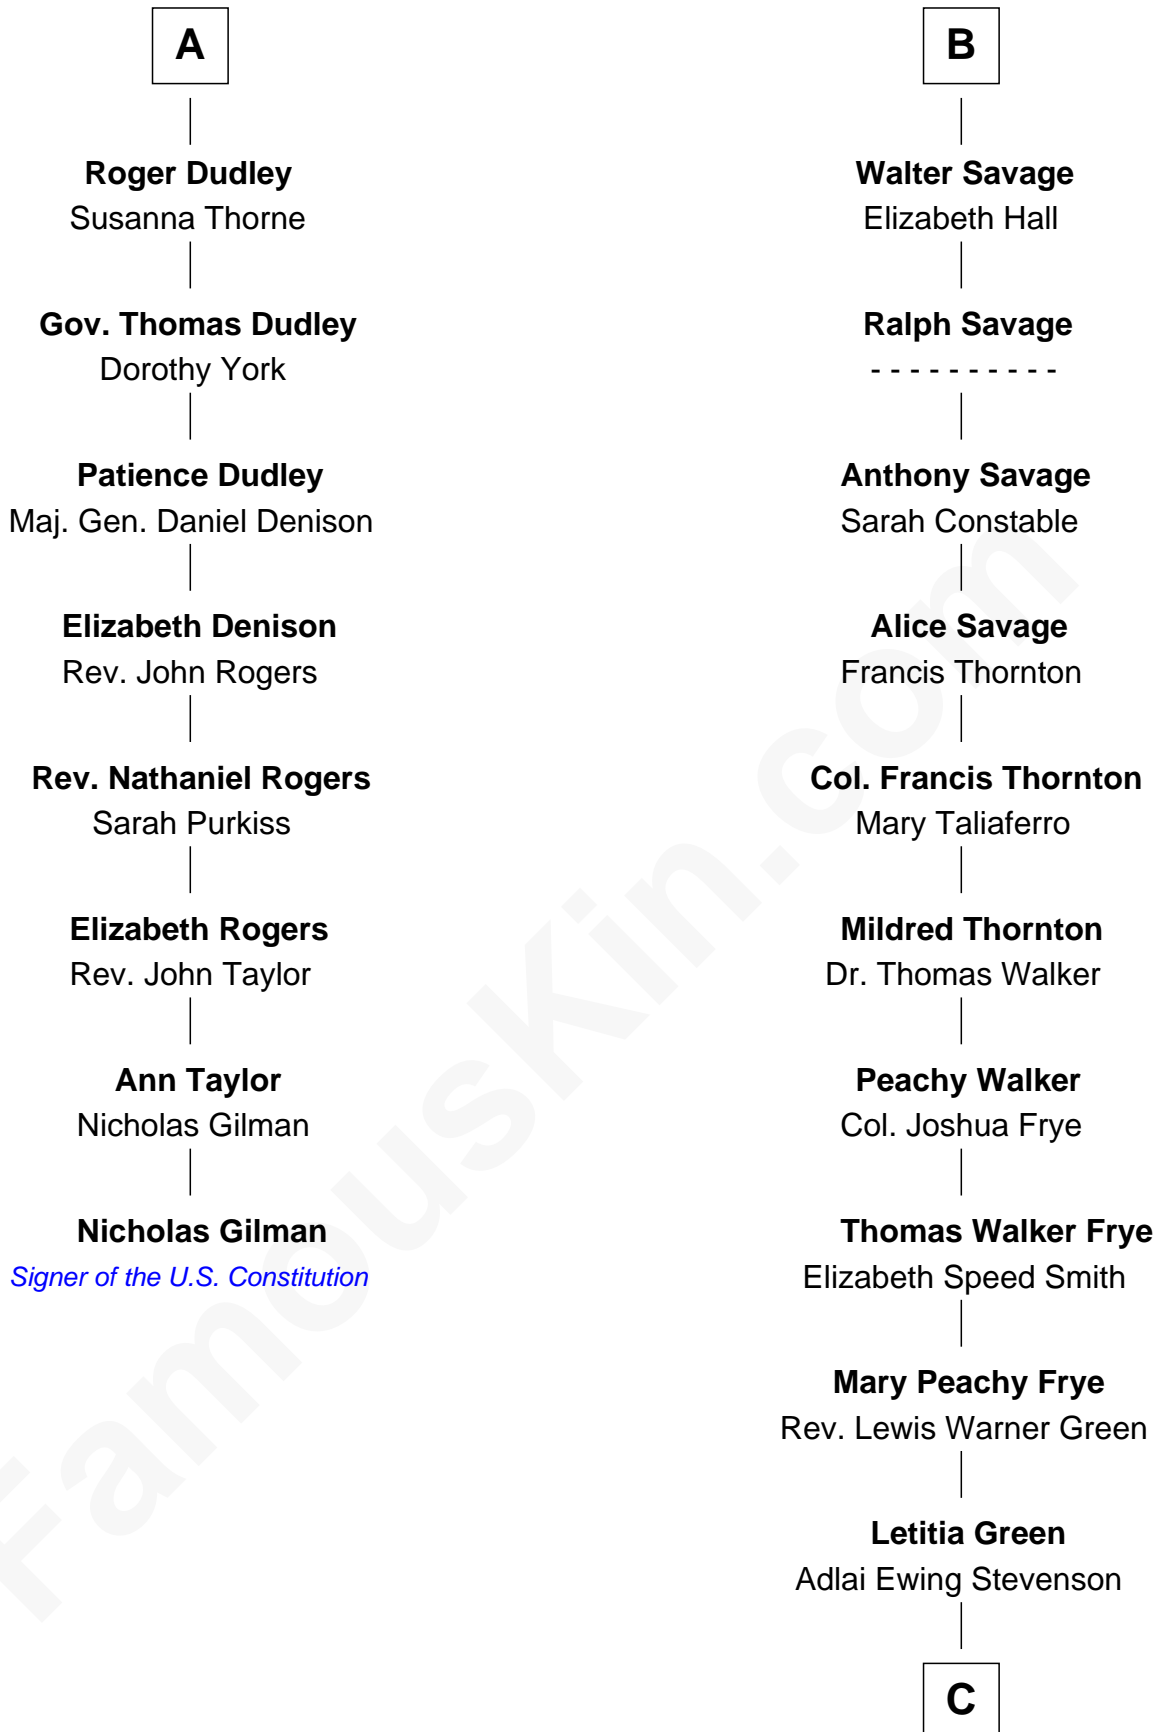 A
Roger Dudley
Susanna Thorne
Gov. Thomas Dudley
Dorothy York
Patience Dudley
Maj. Gen. Daniel Denison
Elizabeth Denison
Rev. John Rogers
Rev. Nathaniel Rogers
Sarah Purkiss
Elizabeth Rogers
Rev. John Taylor
Ann Taylor
Nicholas Gilman
Nicholas Gilman
Signer of the U.S. Constitution
B
Walter Savage
Elizabeth Hall
Ralph Savage
- - - - - - - - - -
Anthony Savage
Sarah Constable
Alice Savage
Francis Thornton
Col. Francis Thornton
Mary Taliaferro
Mildred Thornton
Dr. Thomas Walker
Peachy Walker
Col. Joshua Frye
Thomas Walker Frye
Elizabeth Speed Smith
Mary Peachy Frye
Rev. Lewis Warner Green
Letitia Green
Adlai Ewing Stevenson
C
FamousKin.com